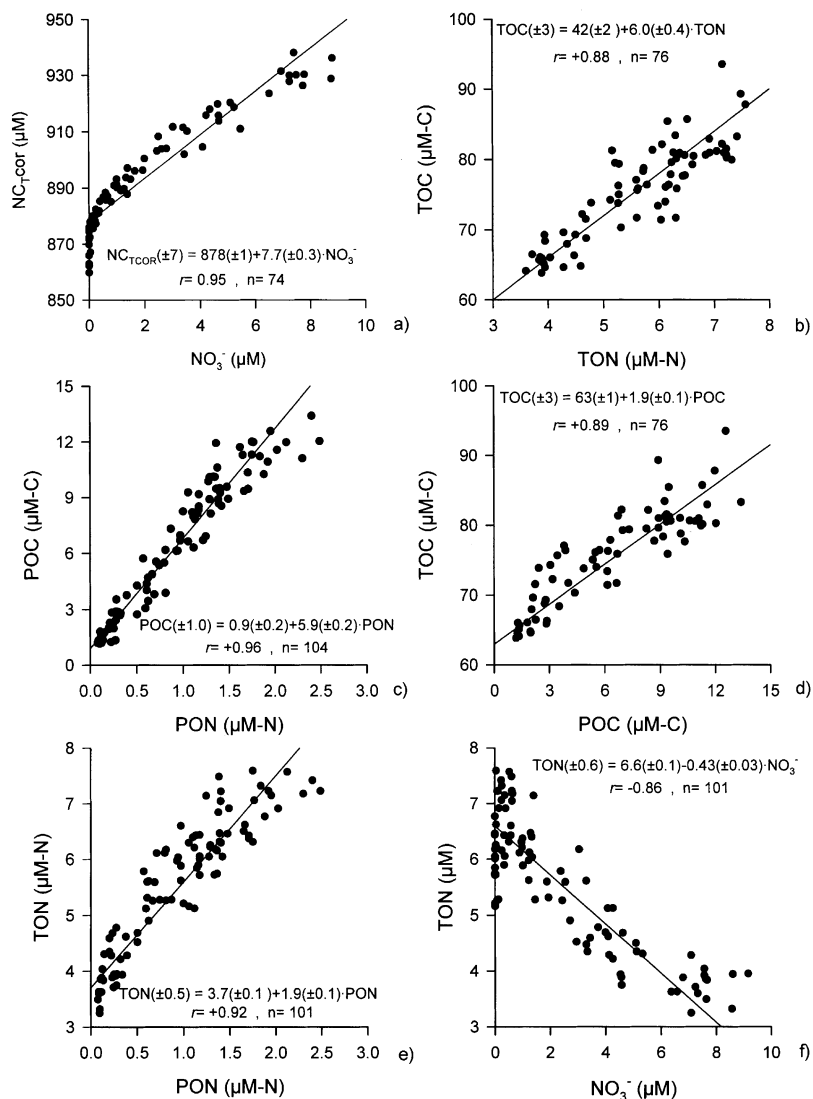 950
930
910
890
870
850
NC_Tcor (µM)
NC_TCOR(±7) = 878(±1)+7.7(±0.3)·NO₃⁻
r= 0.95 , n= 74
0 2 4 6 8 10
NO₃⁻ (µM)
a)
100
90
80
70
60
TOC (µM-C)
TOC(±3) = 42(±2 )+6.0(±0.4)·TON
r= +0.88 , n= 76
3 4 5 6 7 8
TON (µM-N)
b)
15
12
9
6
3
0
POC (µM-C)
POC(±1.0) = 0.9(±0.2)+5.9(±0.2)·PON
r= +0.96 , n= 104
0.0 0.5 1.0 1.5 2.0 2.5 3.0
PON (µM-N)
c)
100
90
80
70
60
TOC (µM-C)
TOC(±3) = 63(±1)+1.9(±0.1)·POC
r= +0.89 , n= 76
0 3 6 9 12 15
POC (µM-C)
d)
8
7
6
5
4
3
TON (µM-N)
TON(±0.5) = 3.7(±0.1 )+1.9(±0.1)·PON
r= +0.92 , n= 101
0.0 0.5 1.0 1.5 2.0 2.5 3.0
PON (µM-N)
e)
8
7
6
5
4
3
TON (µM)
TON(±0.6) = 6.6(±0.1)-0.43(±0.03)·NO₃⁻
r= -0.86 , n= 101
0 2 4 6 8 10
NO₃⁻ (µM)
f)